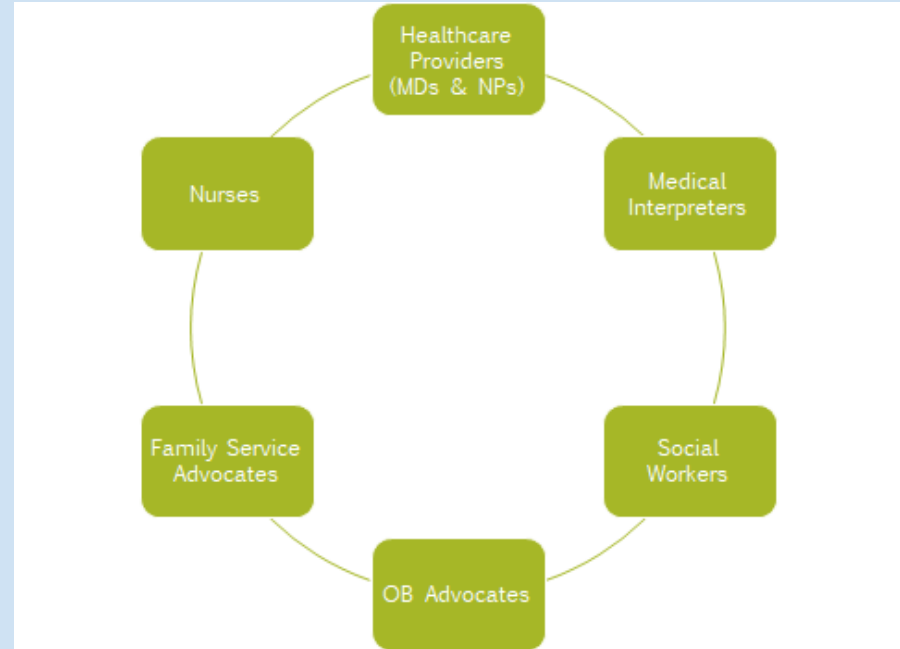 Healthcare
Providers
(MDs & NPs)
Medical
Interpreters
Social
Workers
OB Advocates
Family Service
Advocates
Nurses